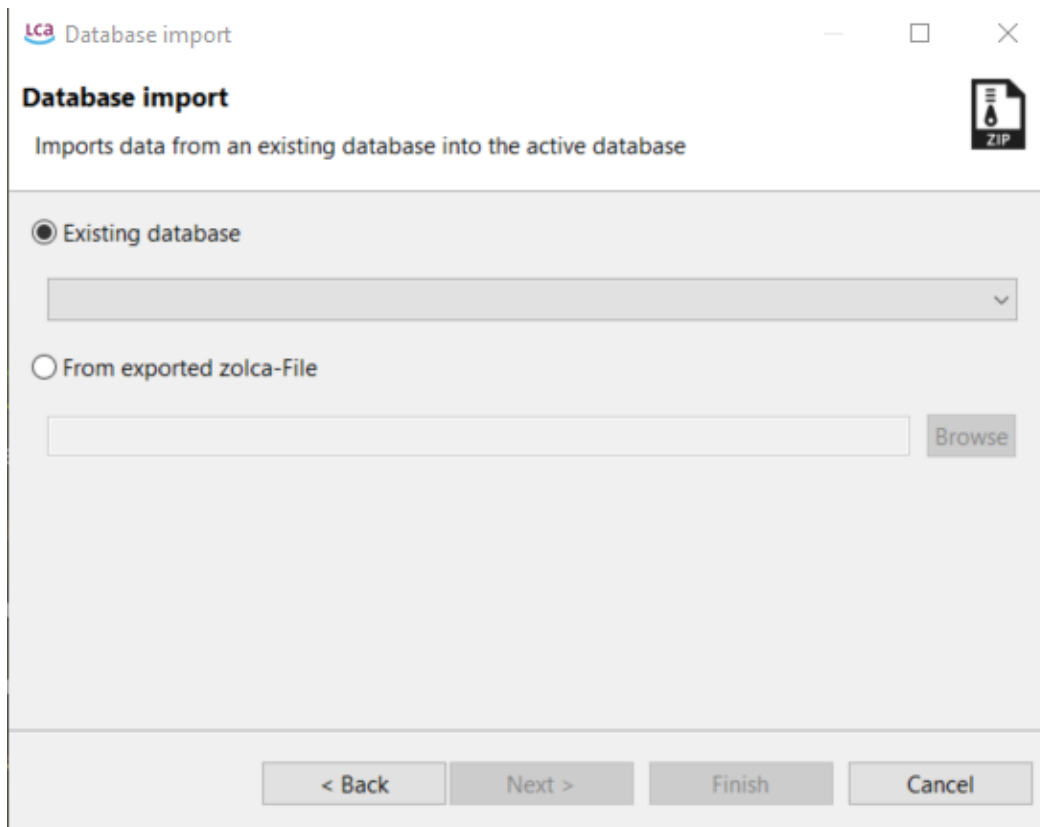 LCA Database import
Database import
Imports data from an existing database into the active database
ZIP
Existing database
From exported zolca-File
Browse
< Back Next > Finish Cancel